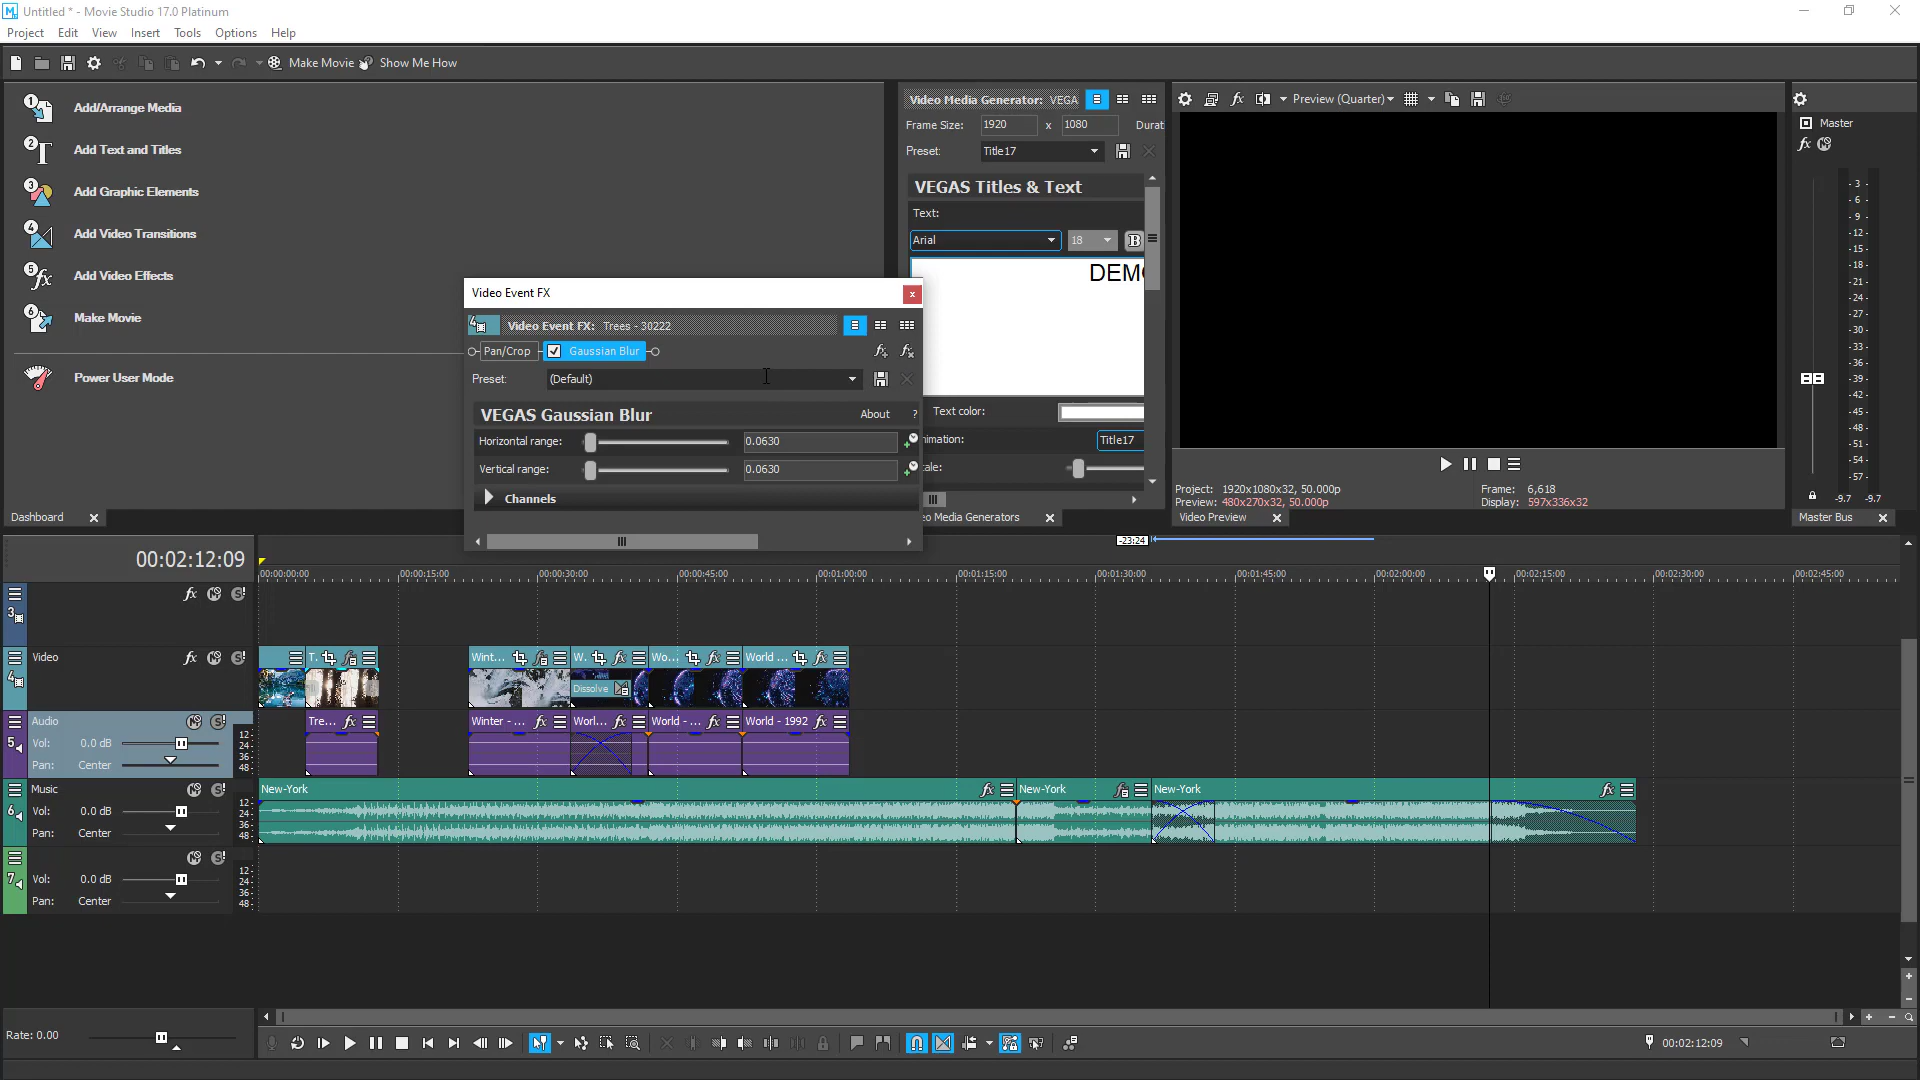 Untitled * - Movie Studio 17.0 Platinum
Project Edit View Insert Tools Options Help
Make Movie Show Me How
1 Add/Arrange Media
2 Add Text and Titles
3 Add Graphic Elements
4 Add Video Transitions
5 Add Video Effects
6 Make Movie
Power User Mode
Dashboard
Video Media Generator: VEGA
Frame Size: 1920 x 1080 Durat
Preset: Title17
VEGAS Titles & Text
Text:
Arial 18 B
DEMO
Text color:
nimation: Title17
cale:
eo Media Generators
Video Event FX
Video Event FX: Trees - 30222
Pan/Crop Gaussian Blur
Preset: (Default)
VEGAS Gaussian Blur About ?
Horizontal range: 0.0630
Vertical range: 0.0630
Channels
Preview (Quarter)
Project: 1920x1080x32, 50.000p
Preview: 480x270x32, 50.000p
Frame: 6,618
Display: 597x336x32
Video Preview
Master
- 3 -
- 6 -
- 9 -
- 12 -
- 15 -
- 18 -
- 21 -
- 24 -
- 27 -
- 30 -
- 33 -
- 36 -
- 39 -
- 42 -
- 45 -
- 48 -
- 51 -
- 54 -
- 57 -
-9.7 -9.7
Master Bus
00:02:12:09
-23:24
00:00:00:00 00:00:15:00 00:00:30:00 00:00:45:00 00:01:00:00 00:01:15:00 00:01:30:00 00:01:45:00 00:02:00:00 00:02:15:00 00:02:30:00 00:02:45:00
3 fx
4 Video fx
T. Wint... W. Wo... World ...
Dissolve
5 Audio
Vol: 0.0 dB
Pan: Center
12 -
24 -
36 -
48 -
Tre... Winter - ... Worl... World - ... World - 1992
6 Music
Vol: 0.0 dB
Pan: Center
12 -
24 -
36 -
48 -
New-York New-York New-York
7
Vol: 0.0 dB
Pan: Center
12 -
24 -
36 -
48 -
Rate: 0.00
00:02:12:09